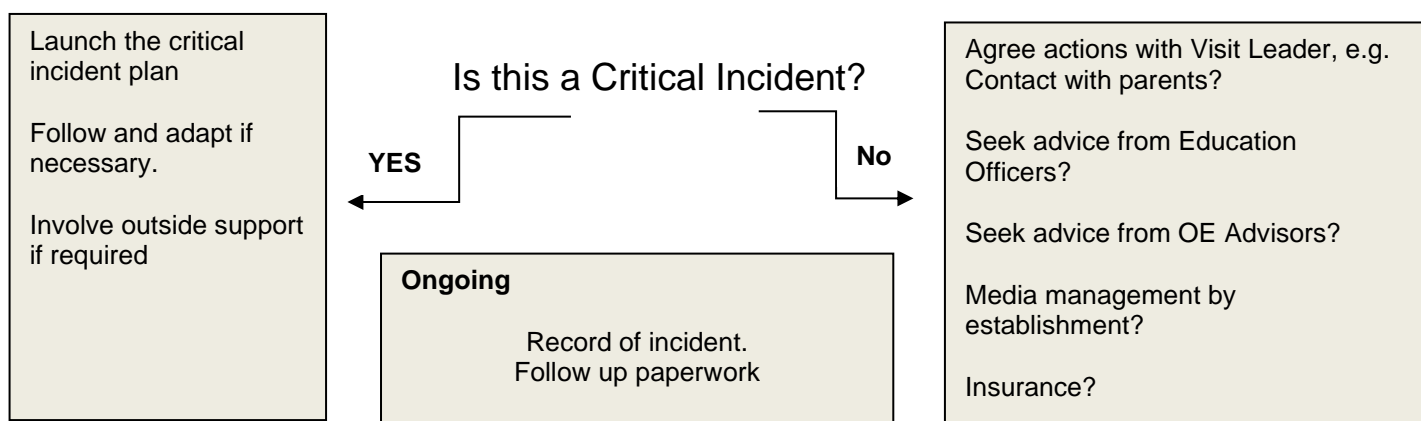 Launch the critical
incident plan
Follow and adapt if
necessary.
Involve outside support
if required
Is this a Critical Incident?
YES
No
Ongoing
Record of incident.
Follow up paperwork
Agree actions with Visit Leader, e.g.
Contact with parents?
Seek advice from Education
Officers?
Seek advice from OE Advisors?
Media management by
establishment?
Insurance?